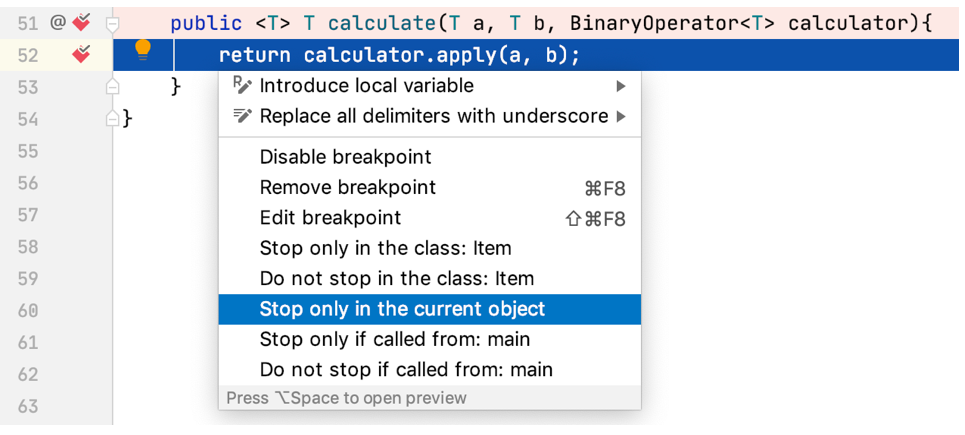 51 @ public <T> T calculate(T a, T b, BinaryOperator<T> calculator){
52 return calculator.apply(a, b);
53 }
54 }
55
56
57
58
59
60
61
62
63
Introduce local variable
Replace all delimiters with underscore
Disable breakpoint
Remove breakpoint ⌘F8
Edit breakpoint ⇧⌘F8
Stop only in the class: Item
Do not stop in the class: Item
Stop only in the current object
Stop only if called from: main
Do not stop if called from: main
Press ⌥Space to open preview